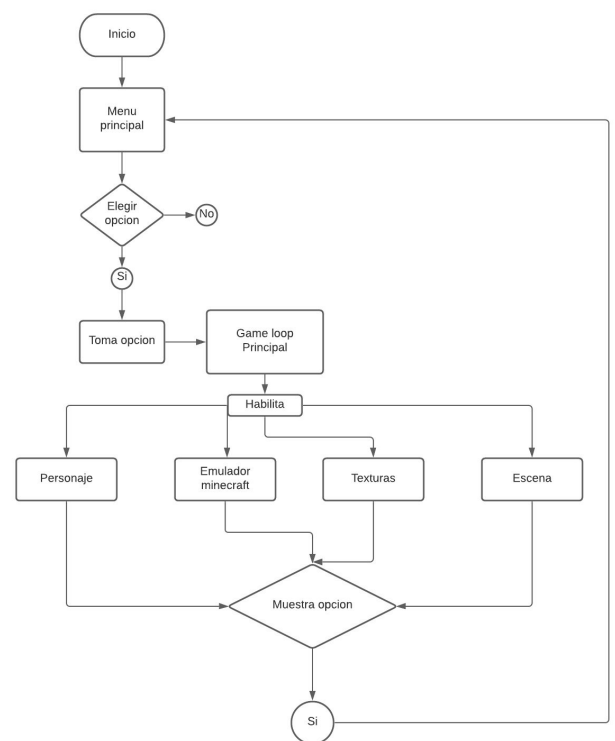 Inicio
Menu
principal
Elegir
opcion
No
Si
Toma opcion
Game loop
Principal
Habilita
Personaje
Emulador
minecraft
Texturas
Escena
Muestra opcion
Si